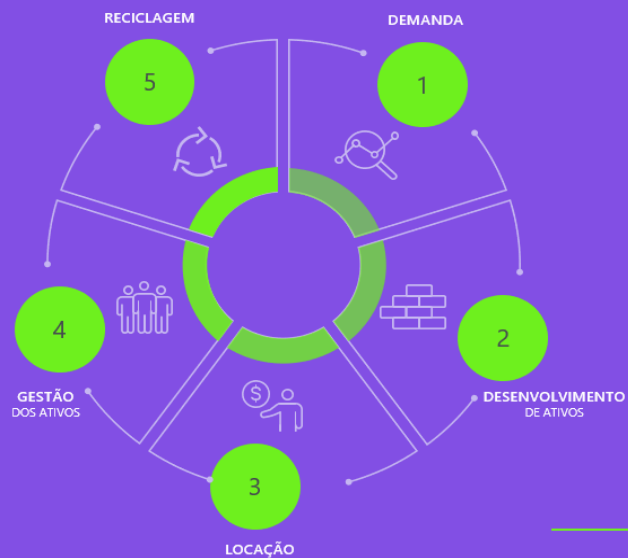 DEMANDA
1
2
DESENVOLVIMENTO
DE ATIVOS
$
3
LOCAÇÃO
4
GESTÃO
DOS ATIVOS
RECICLAGEM
5